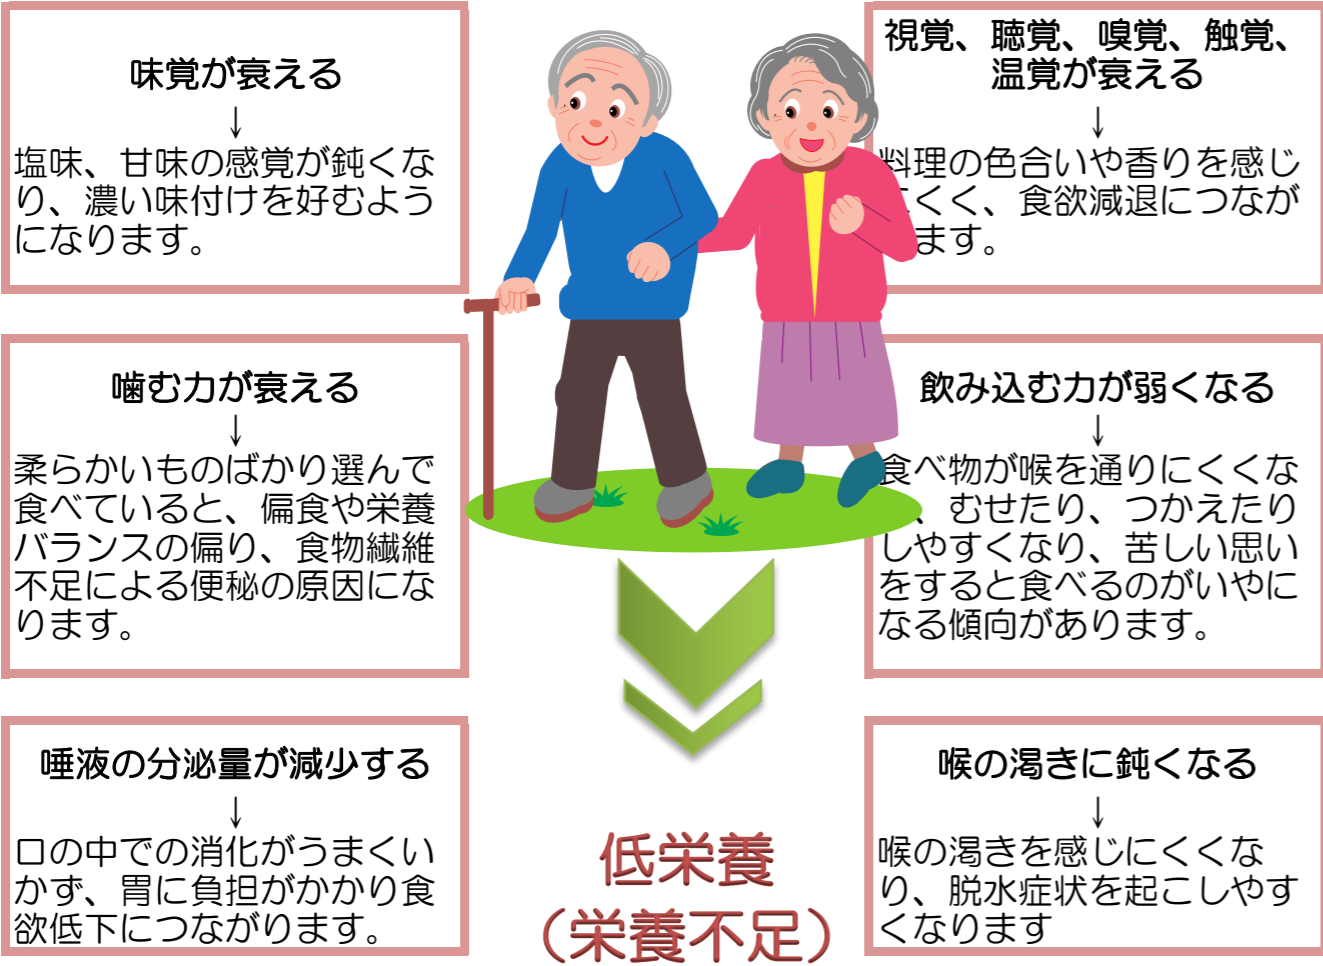 味覚が衰える
↓
塩味、甘味の感覚が鈍くな
り、濃い味付けを好むよう
になります。
視覚、聴覚、嗅覚、触覚、
温覚が衰える
↓
料理の色合いや香りを感じ
にくく、食欲減退につなが
ます。
噛む力が衰える
↓
柔らかいものばかり選んで
食べていると、偏食や栄養
バランスの偏り、食物繊維
不足による便秘の原因にな
ります。
飲み込む力が弱くなる
↓
食べ物が喉を通りにくくな
、むせたり、つかえたり
しやすくなり、苦しい思い
をすると食べるのがいやに
なる傾向があります。
唾液の分泌量が減少する
↓
口の中での消化がうまくい
かず、胃に負担がかかり食
欲低下につながります。
喉の渇きに鈍くなる
↓
喉の渇きを感じにくくな
り、脱水症状を起こしやす
くなります
低栄養
（栄養不足）